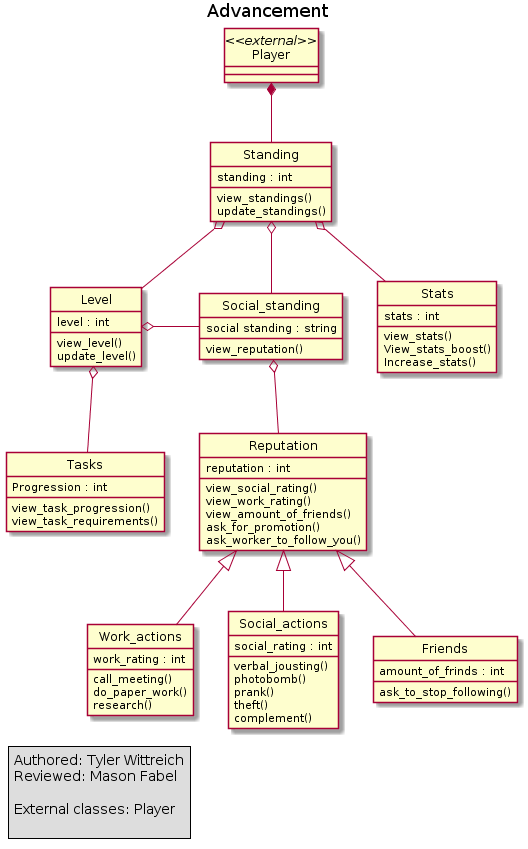 Advancement
<<external>>
Player
Standing
standing : int
view_standings()
update_standings()
Level
level : int
view_level()
update_level()
Social_standing
social standing : string
view_reputation()
Stats
stats : int
view_stats()
View_stats_boost()
Increase_stats()
Tasks
Progression : int
view_task_progression()
view_task_requirements()
Reputation
reputation : int
view_social_rating()
view_work_rating()
view_amount_of_friends()
ask_for_promotion()
ask_worker_to_follow_you()
Work_actions
work_rating : int
call_meeting()
do_paper_work()
research()
Social_actions
social_rating : int
verbal_jousting()
photobomb()
prank()
theft()
complement()
Friends
amount_of_frinds : int
ask_to_stop_following()
Authored: Tyler Wittreich
Reviewed: Mason Fabel
External classes: Player